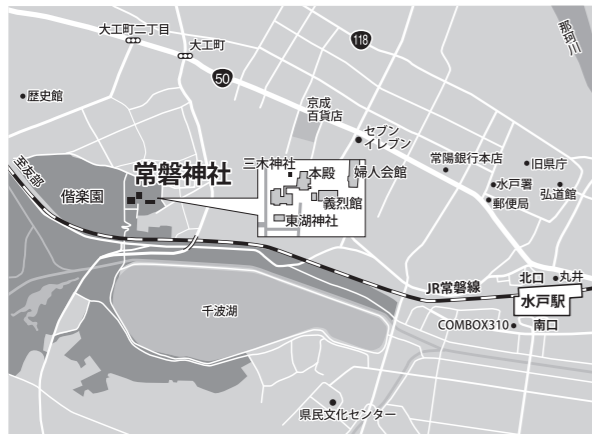 大工町二丁目
大工町
118
那珂川
50
歴史館
京成
百貨店
セブン
イレブン
三木神社
本殿
婦人会館
常陽銀行本店
旧県庁
至友部
常磐神社
偕楽園
義烈館
東湖神社
水戸署
弘道館
郵便局
JR常磐線
北口
丸井
水戸駅
千波湖
COMBOX310
南口
県民文化センター